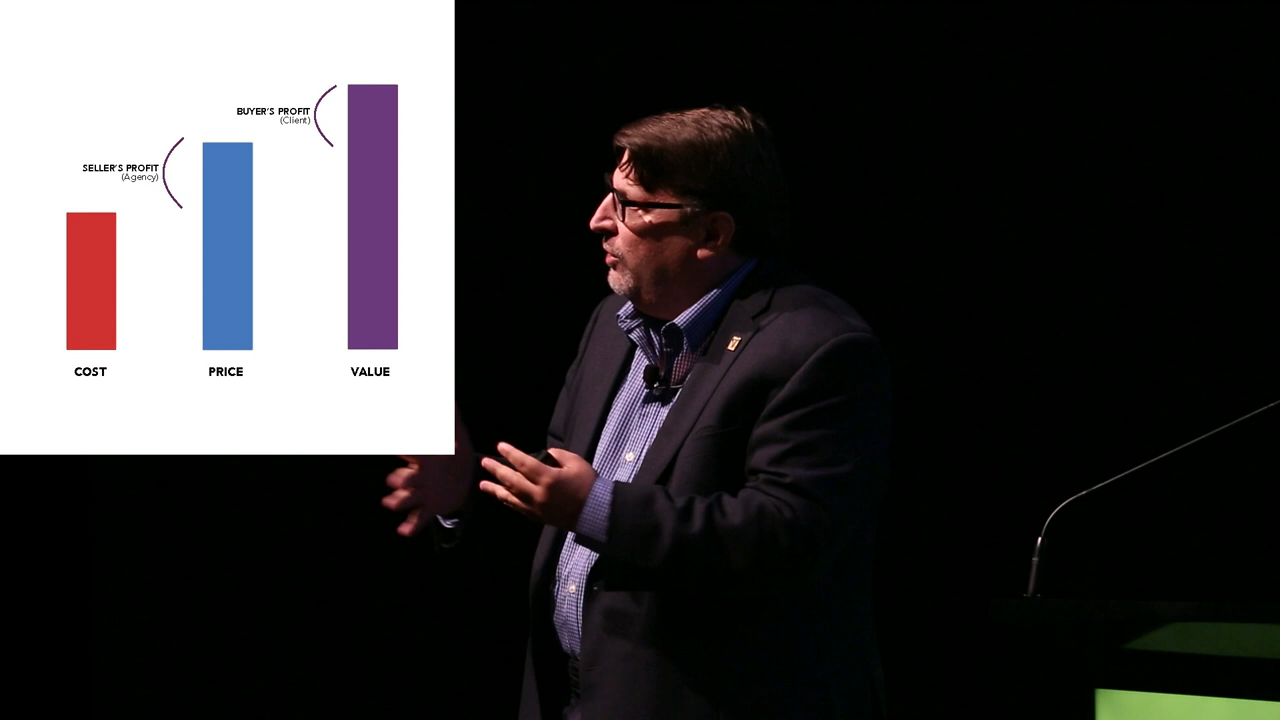 BUYER'S PROFIT
(Client)
SELLER'S PROFIT
(Agency)
COST
PRICE
VALUE